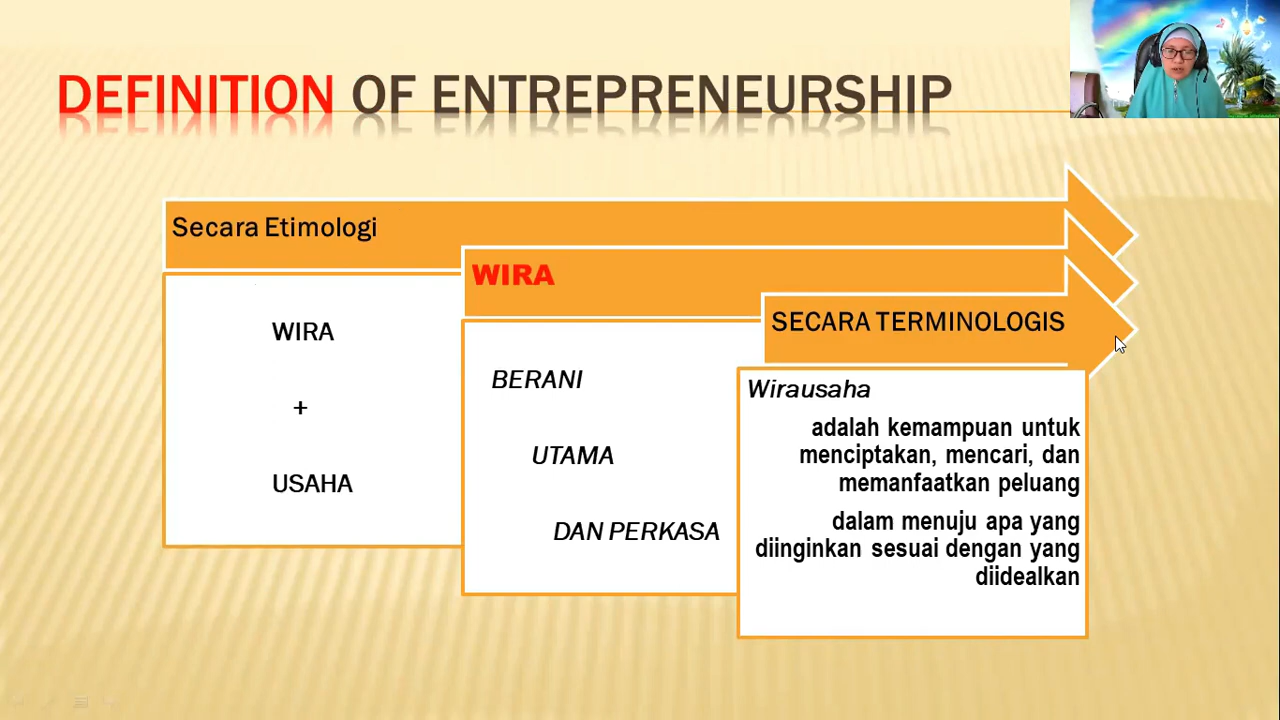 DEFINITION OF ENTREPRENEURSHIP
Secara Etimologi
WIRA
+
USAHA
WIRA
BERANI
UTAMA
DAN PERKASA
SECARA TERMINOLOGIS
Wirausaha
adalah kemampuan untuk
menciptakan, mencari, dan
memanfaatkan peluang
dalam menuju apa yang
diinginkan sesuai dengan yang
diidealkan